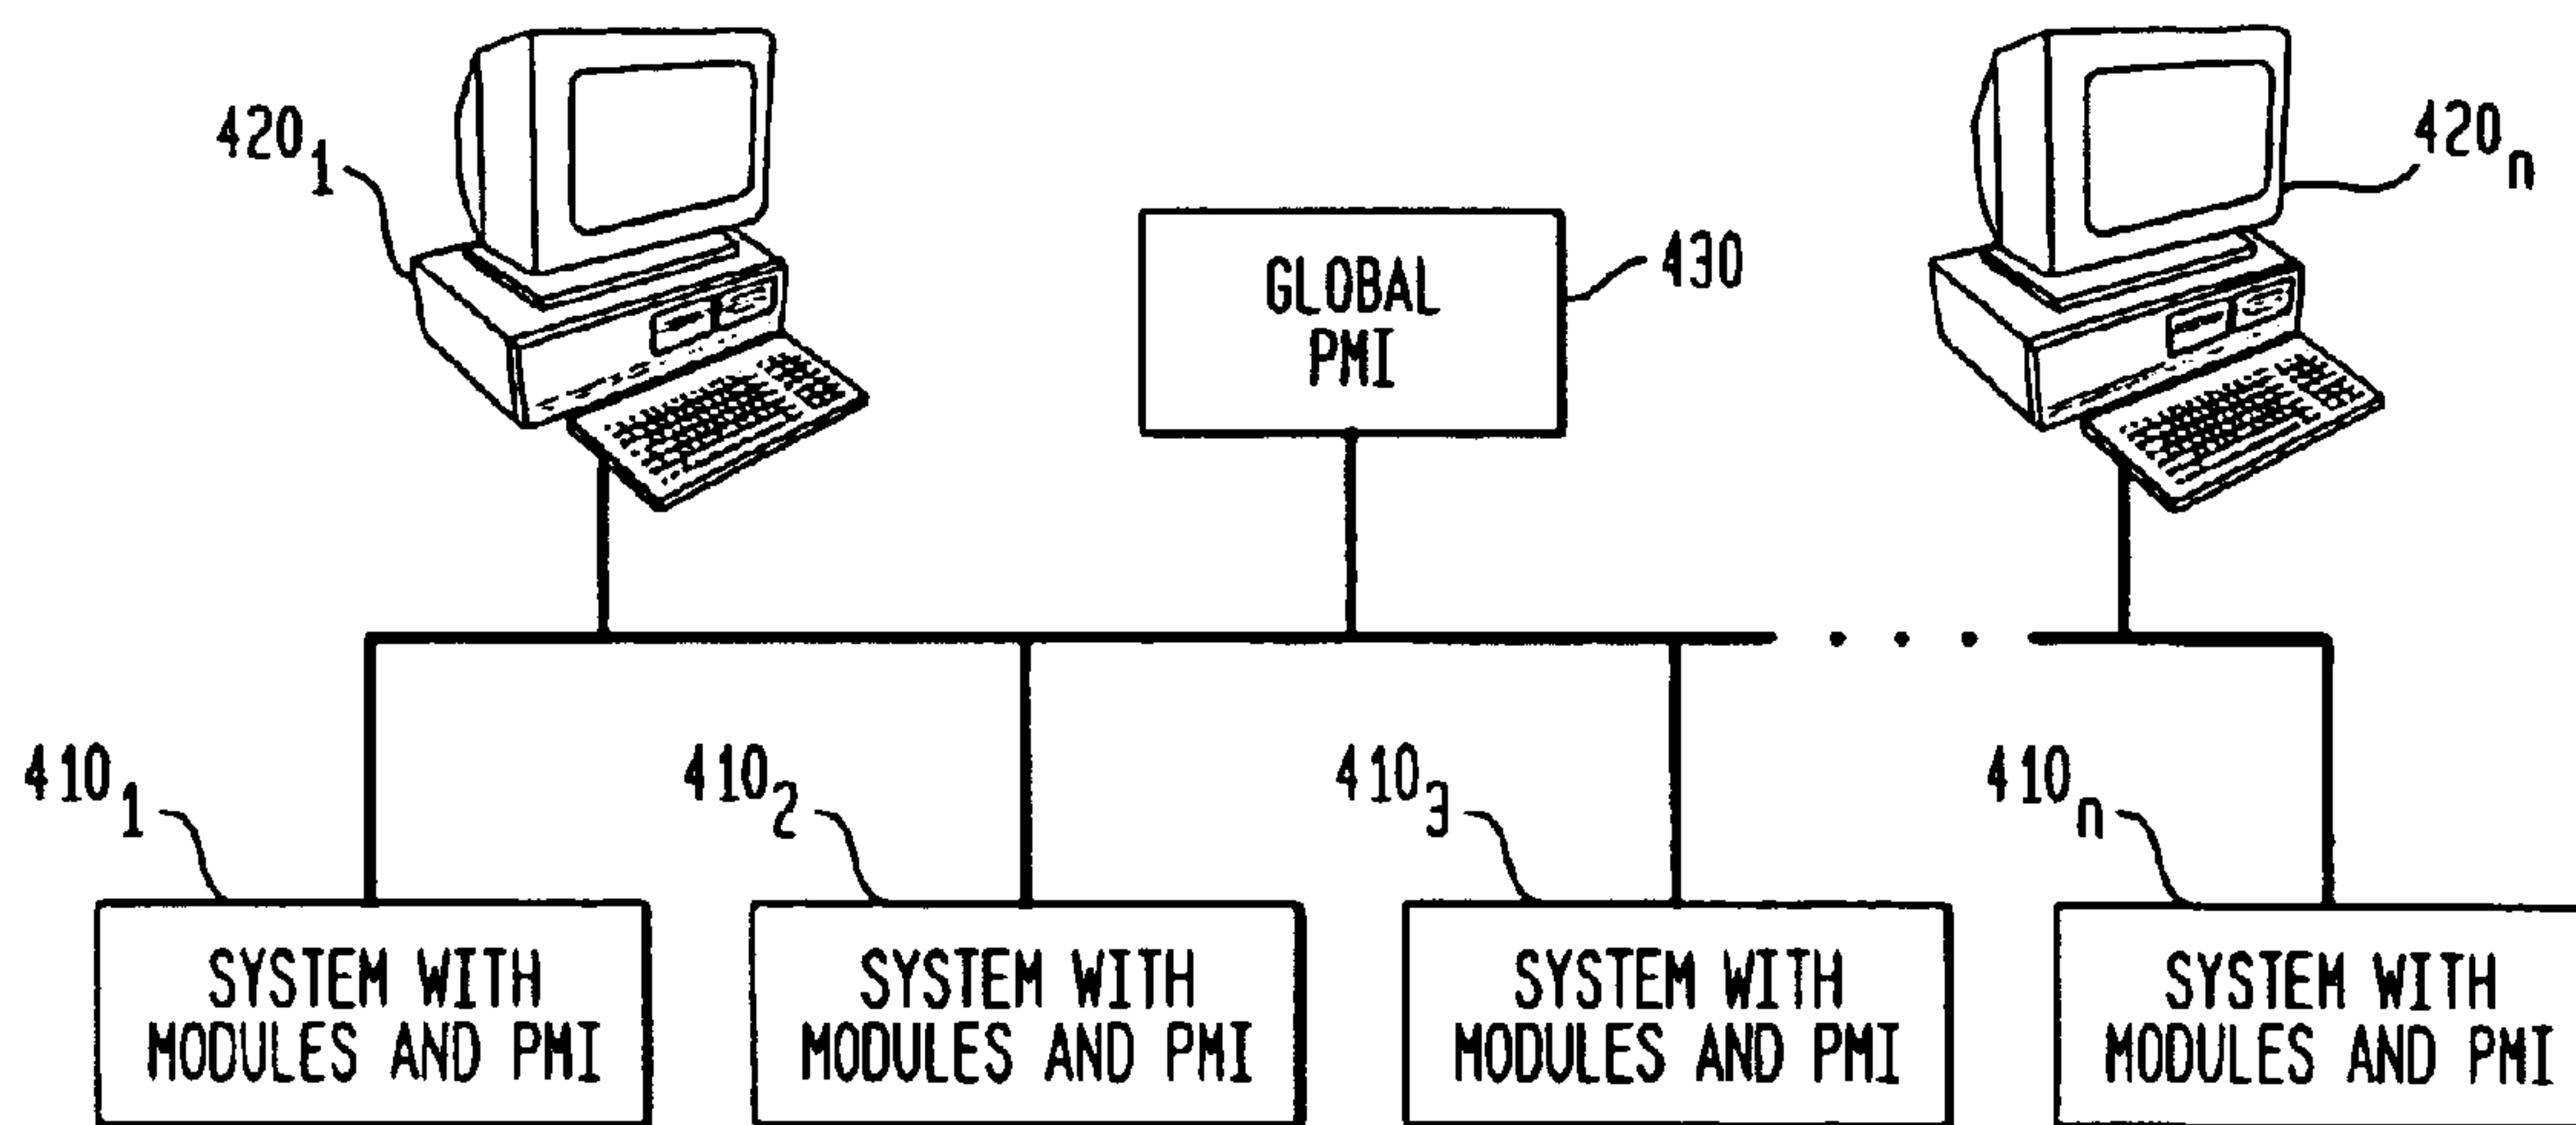 420₁
420ₙ
GLOBAL
PMI
430
410₁
410₂
410₃
410ₙ
SYSTEM WITH
MODULES AND PMI
SYSTEM WITH
MODULES AND PMI
SYSTEM WITH
MODULES AND PMI
SYSTEM WITH
MODULES AND PMI